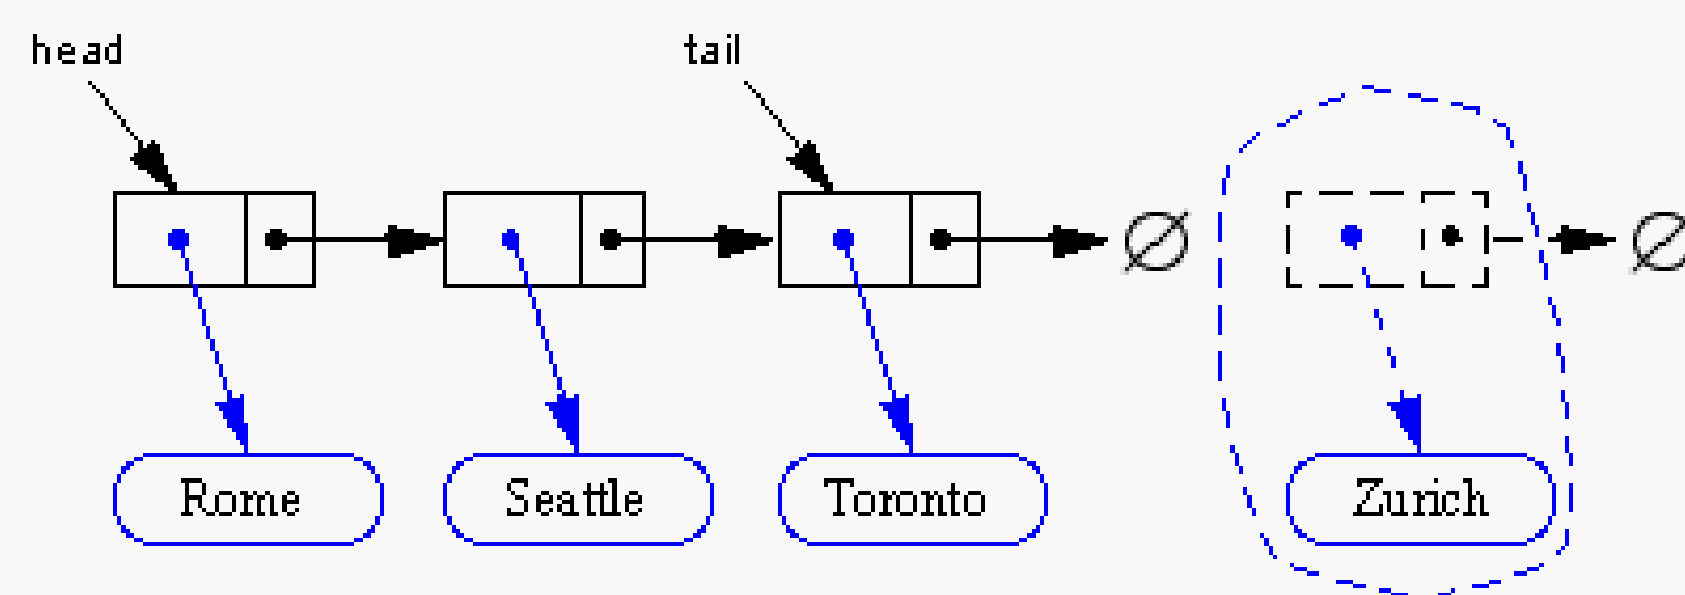 head
tail
∅
∅
Rome
Seattle
Toronto
Zurich